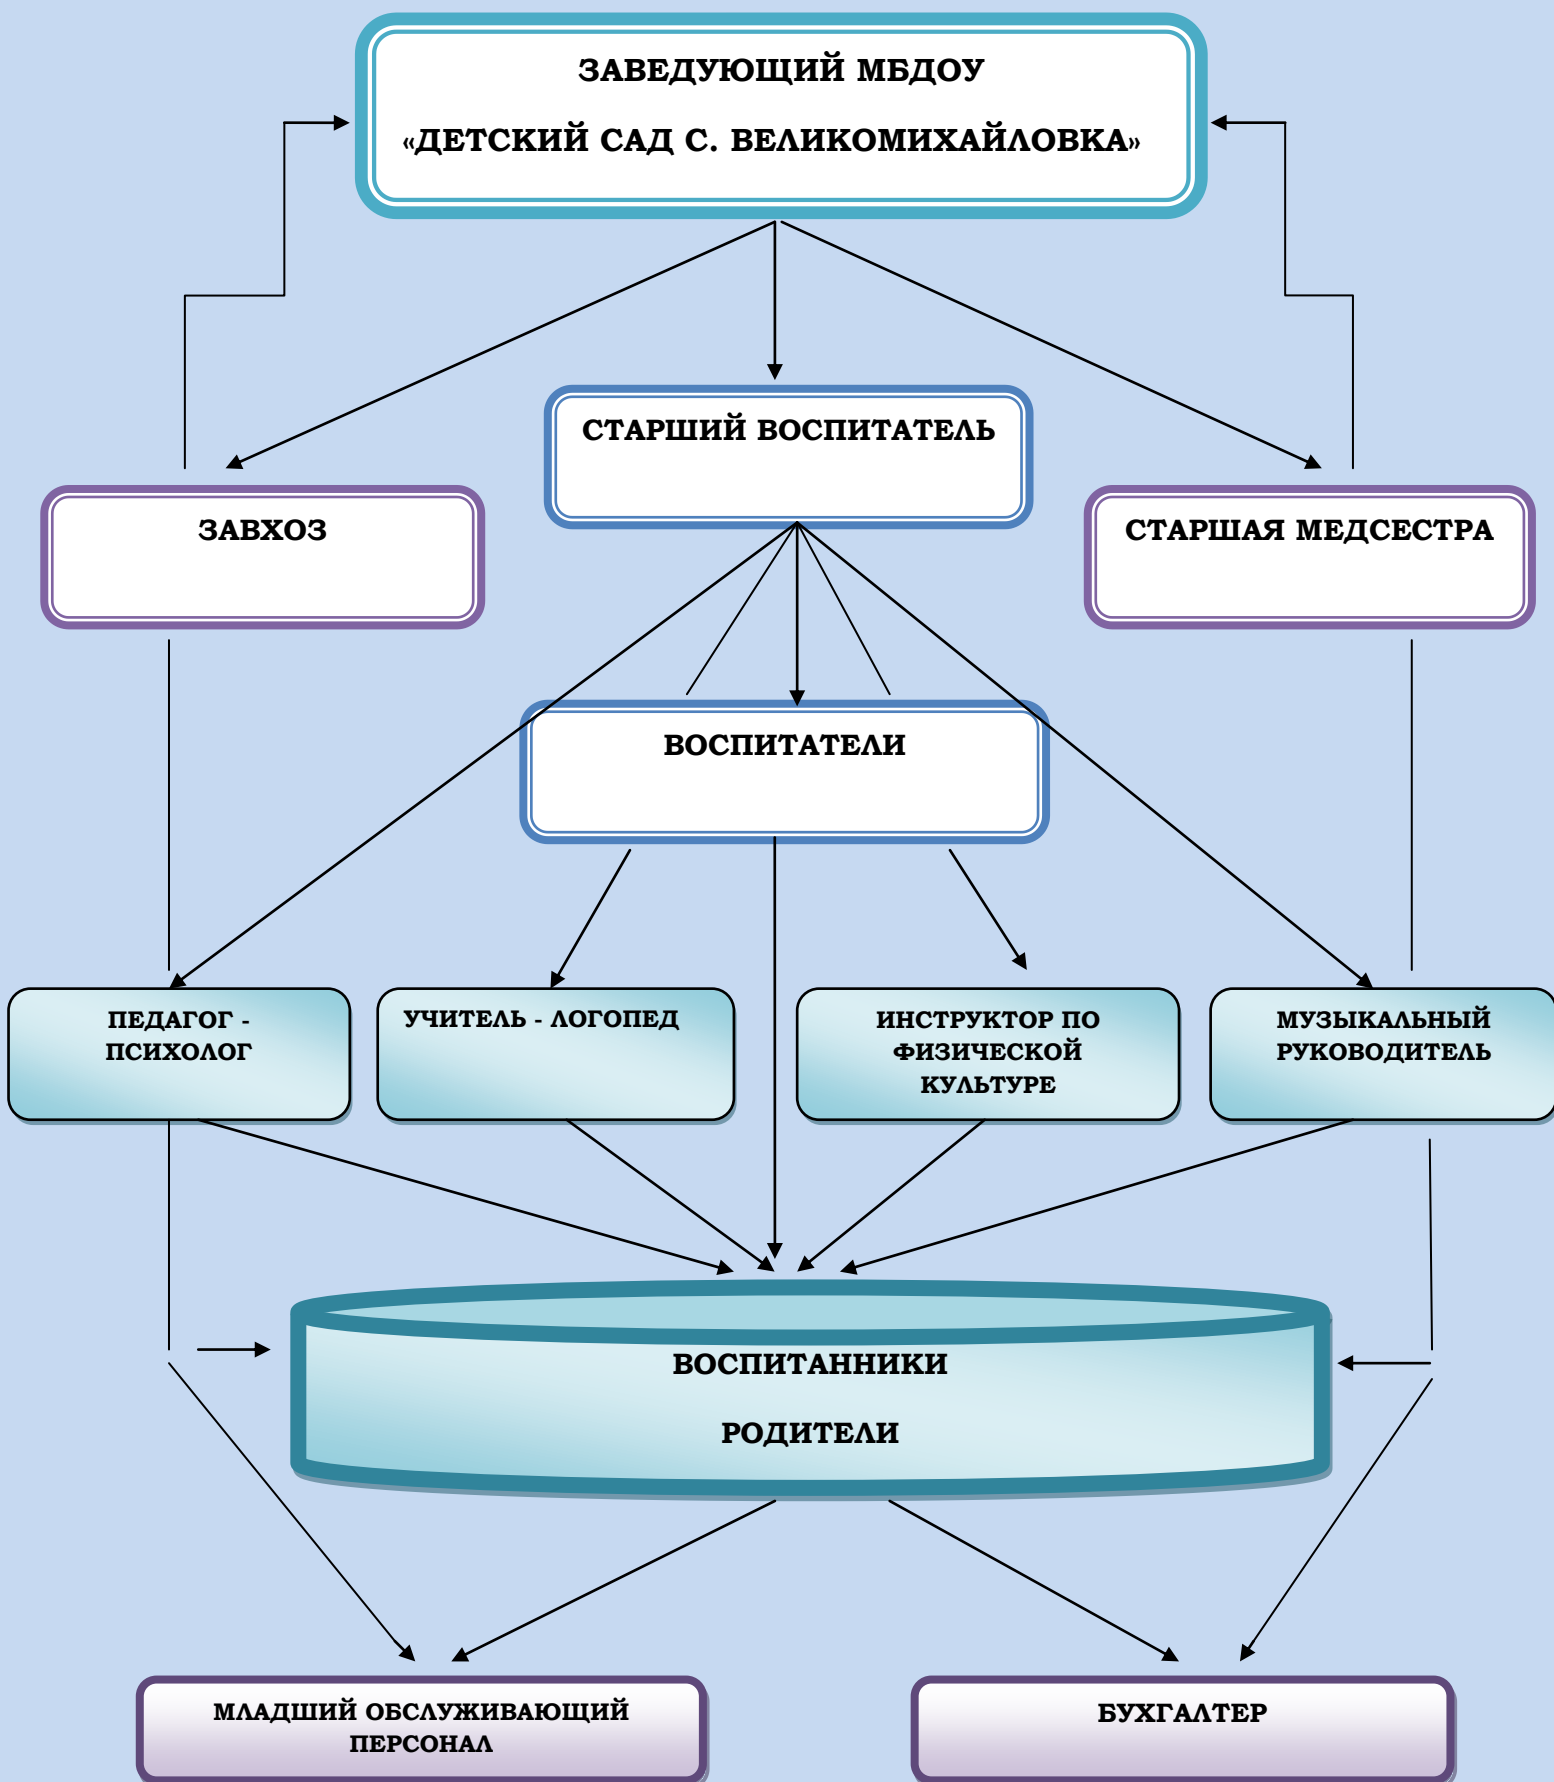 ЗАВЕДУЮЩИЙ МБДОУ
«ДЕТСКИЙ САД С. ВЕЛИКОМИХАЙЛОВКА»
СТАРШИЙ ВОСПИТАТЕЛЬ
ЗАВХОЗ
СТАРШАЯ МЕДСЕСТРА
ВОСПИТАТЕЛИ
ПЕДАГОГ -
ПСИХОЛОГ
УЧИТЕЛЬ - ЛОГОПЕД
ИНСТРУКТОР ПО
ФИЗИЧЕСКОЙ
КУЛЬТУРЕ
МУЗЫКАЛЬНЫЙ
РУКОВОДИТЕЛЬ
ВОСПИТАННИКИ
РОДИТЕЛИ
МЛАДШИЙ ОБСЛУЖИВАЮЩИЙ
ПЕРСОНАЛ
БУХГАЛТЕР